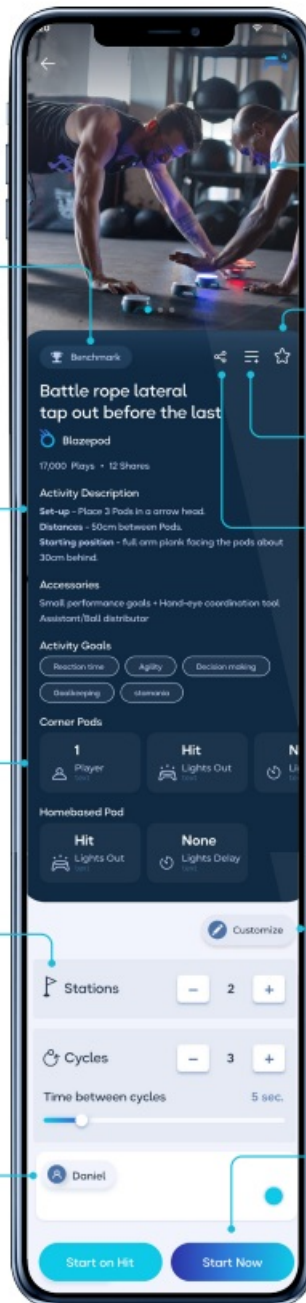 Benchmark
Battle rope lateral
tap out before the last
Blazepod
17,000 Plays • 12 Shares
Activity Description
Set-up - Place 3 Pods in a arrow head.
Distances - 50cm between Pods.
Starting position - full arm plank facing the pods about
30cm behind.
Accessories
Small performance goals + Hand-eye coordination tool
Assistant/Ball distributor
Activity Goals
Reaction time Agility Decision making
Goalkeeping stamania
Corner Pods
1 Hit
Player Lights Out
Homebased Pod
Hit None
Lights Out Lights Delay
Customize
Stations - 2 +
Cycles - 3 +
Time between cycles 5 sec.
Daniel
Start on Hit Start Now